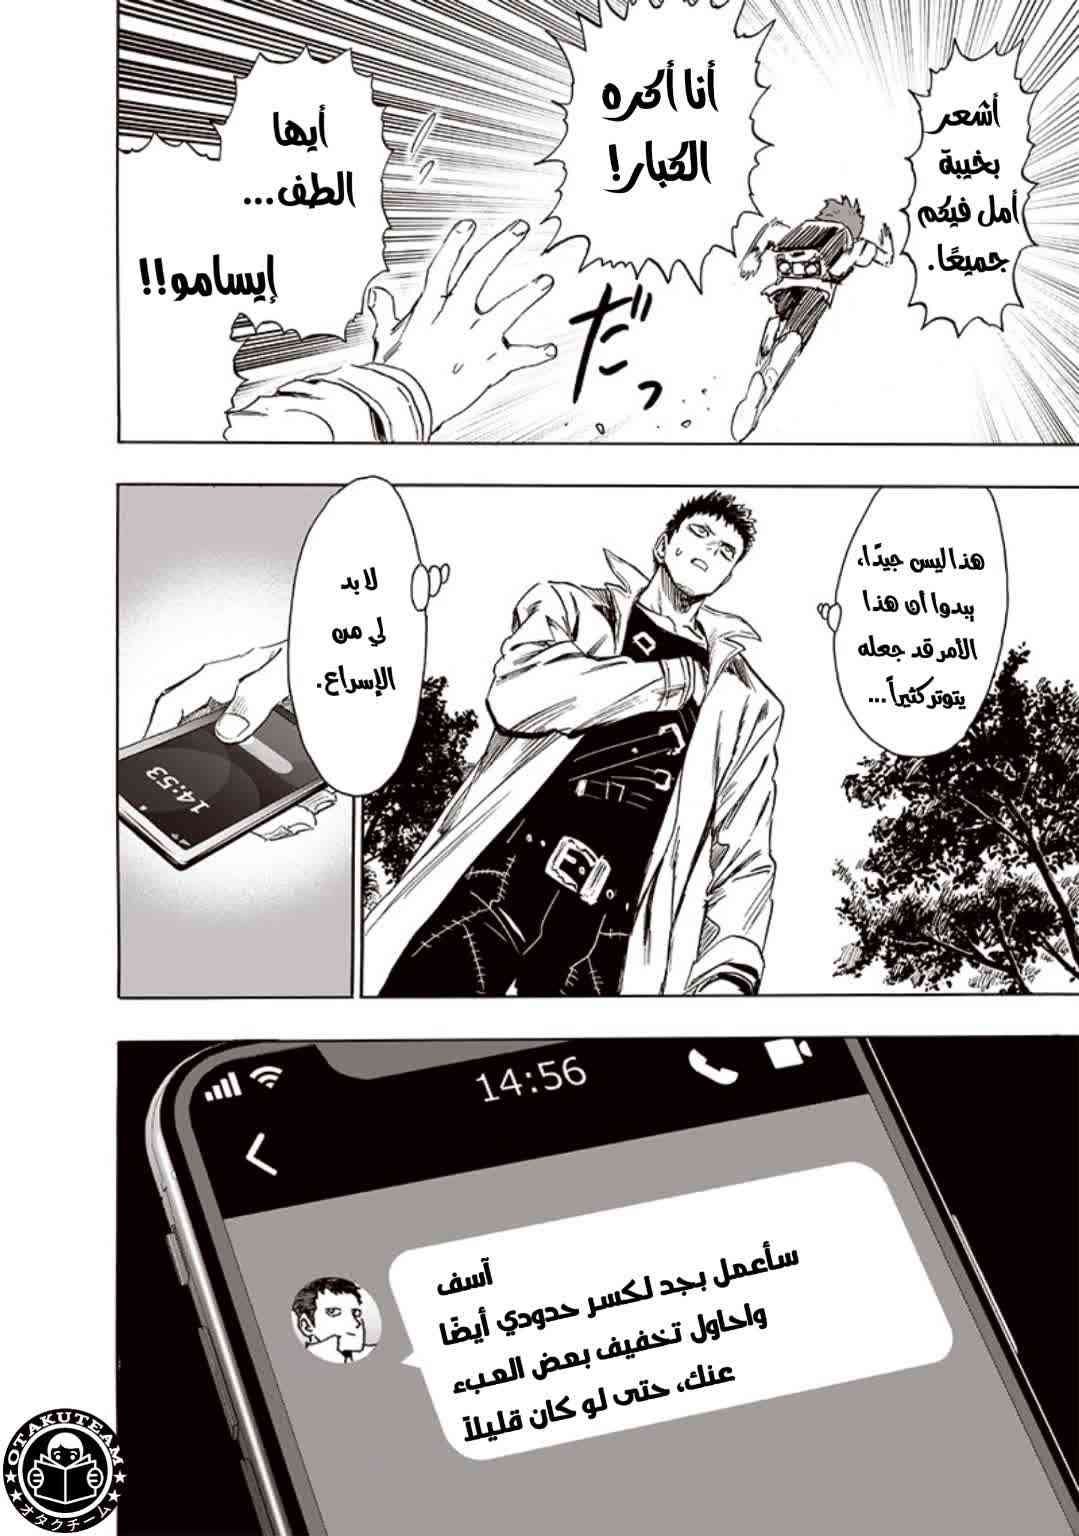 أشعر
بخيبة
أمل فيكم
جميعًا.
أنا أكره
الكبار!
أيها
الطف...
إيسامو!!
だっ
هذا ليس جيدًا،
يبدوا أن هذا
الأمر قد جعله
يتوتر كثيراً...
لا بد
لي من
الإسراع.
14:53
14:56
آسف
سأعمل بجد لكسر حدودي أيضًا
واحاول تخفيف بعض العبء
عنك، حتى لو كان قليلاً
OTAKUTEAM
オタクチーム